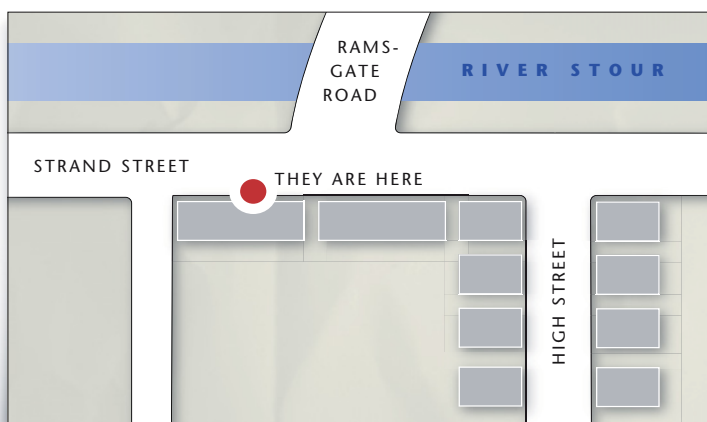 RAMS-
GATE
ROAD
RIVER STOUR
STRAND STREET
THEY ARE HERE
HIGH STREET